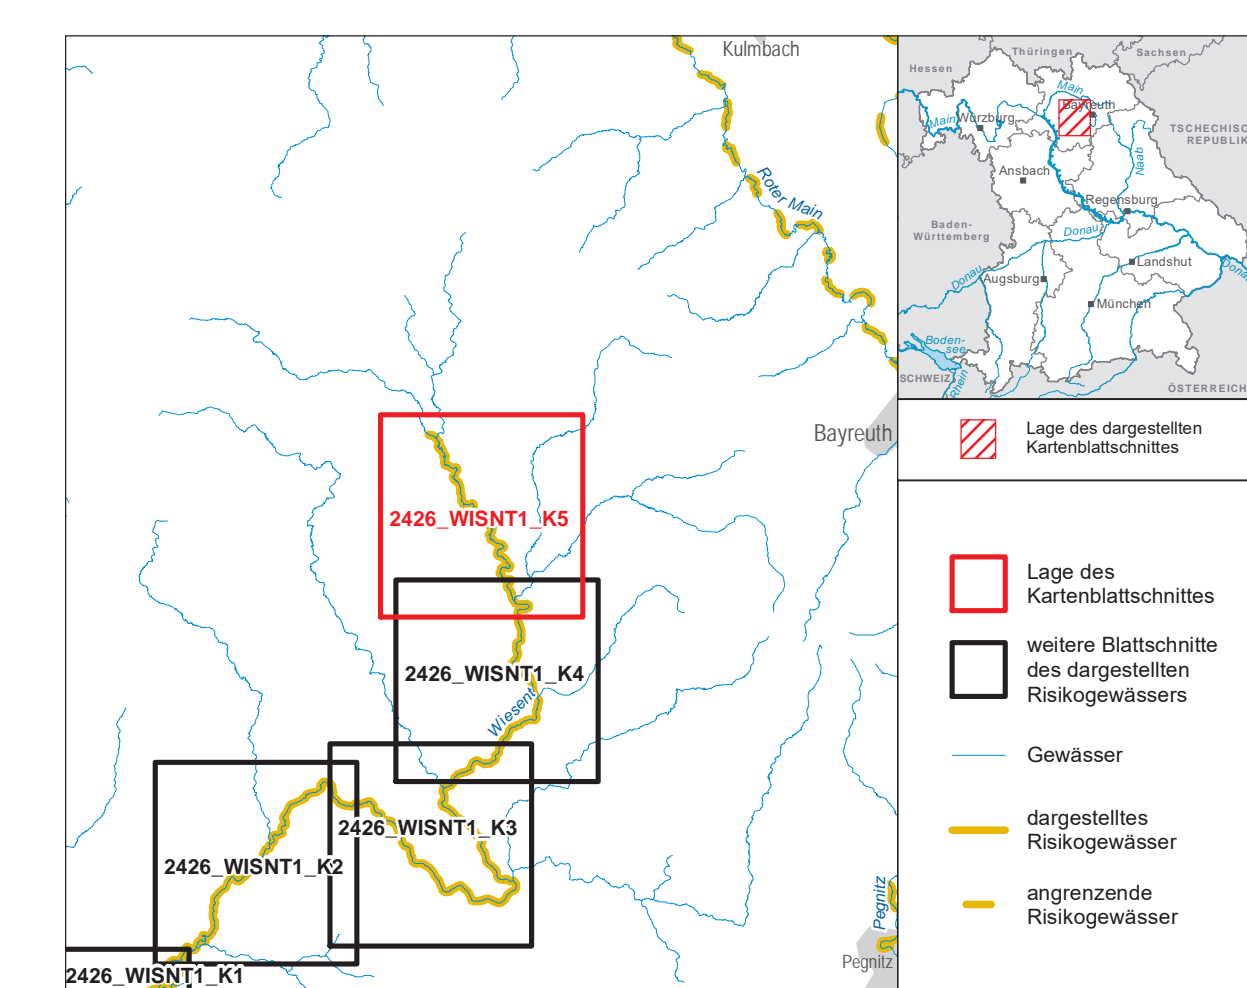 Kulmbach
Roter Main
Bayreuth
2426_WISNT1_K5
2426_WISNT1_K4
Wiesent
2426_WISNT1_K3
2426_WISNT1_K2
2426_WISNT1_K1
Pegnitz
Pegnitz
Thüringen
Sachsen
Hessen
Main
Bayreuth
Main
Würzburg
TSCHECHISC
REPUBLIK
Naab
Ansbach
Regensburg
Baden-
Württemberg
Donau
Donau
Landshut
Augsburg
Dona
München
Boden-
see
SCHWEIZ
Rhein
ÖSTERREICH
Lage des dargestellten
Kartenblattschnittes
Lage des
Kartenblattschnittes
weitere Blattschnitte
des dargestellten
Risikogewässers
Gewässer
dargestelltes
Risikogewässer
angrenzende
Risikogewässer